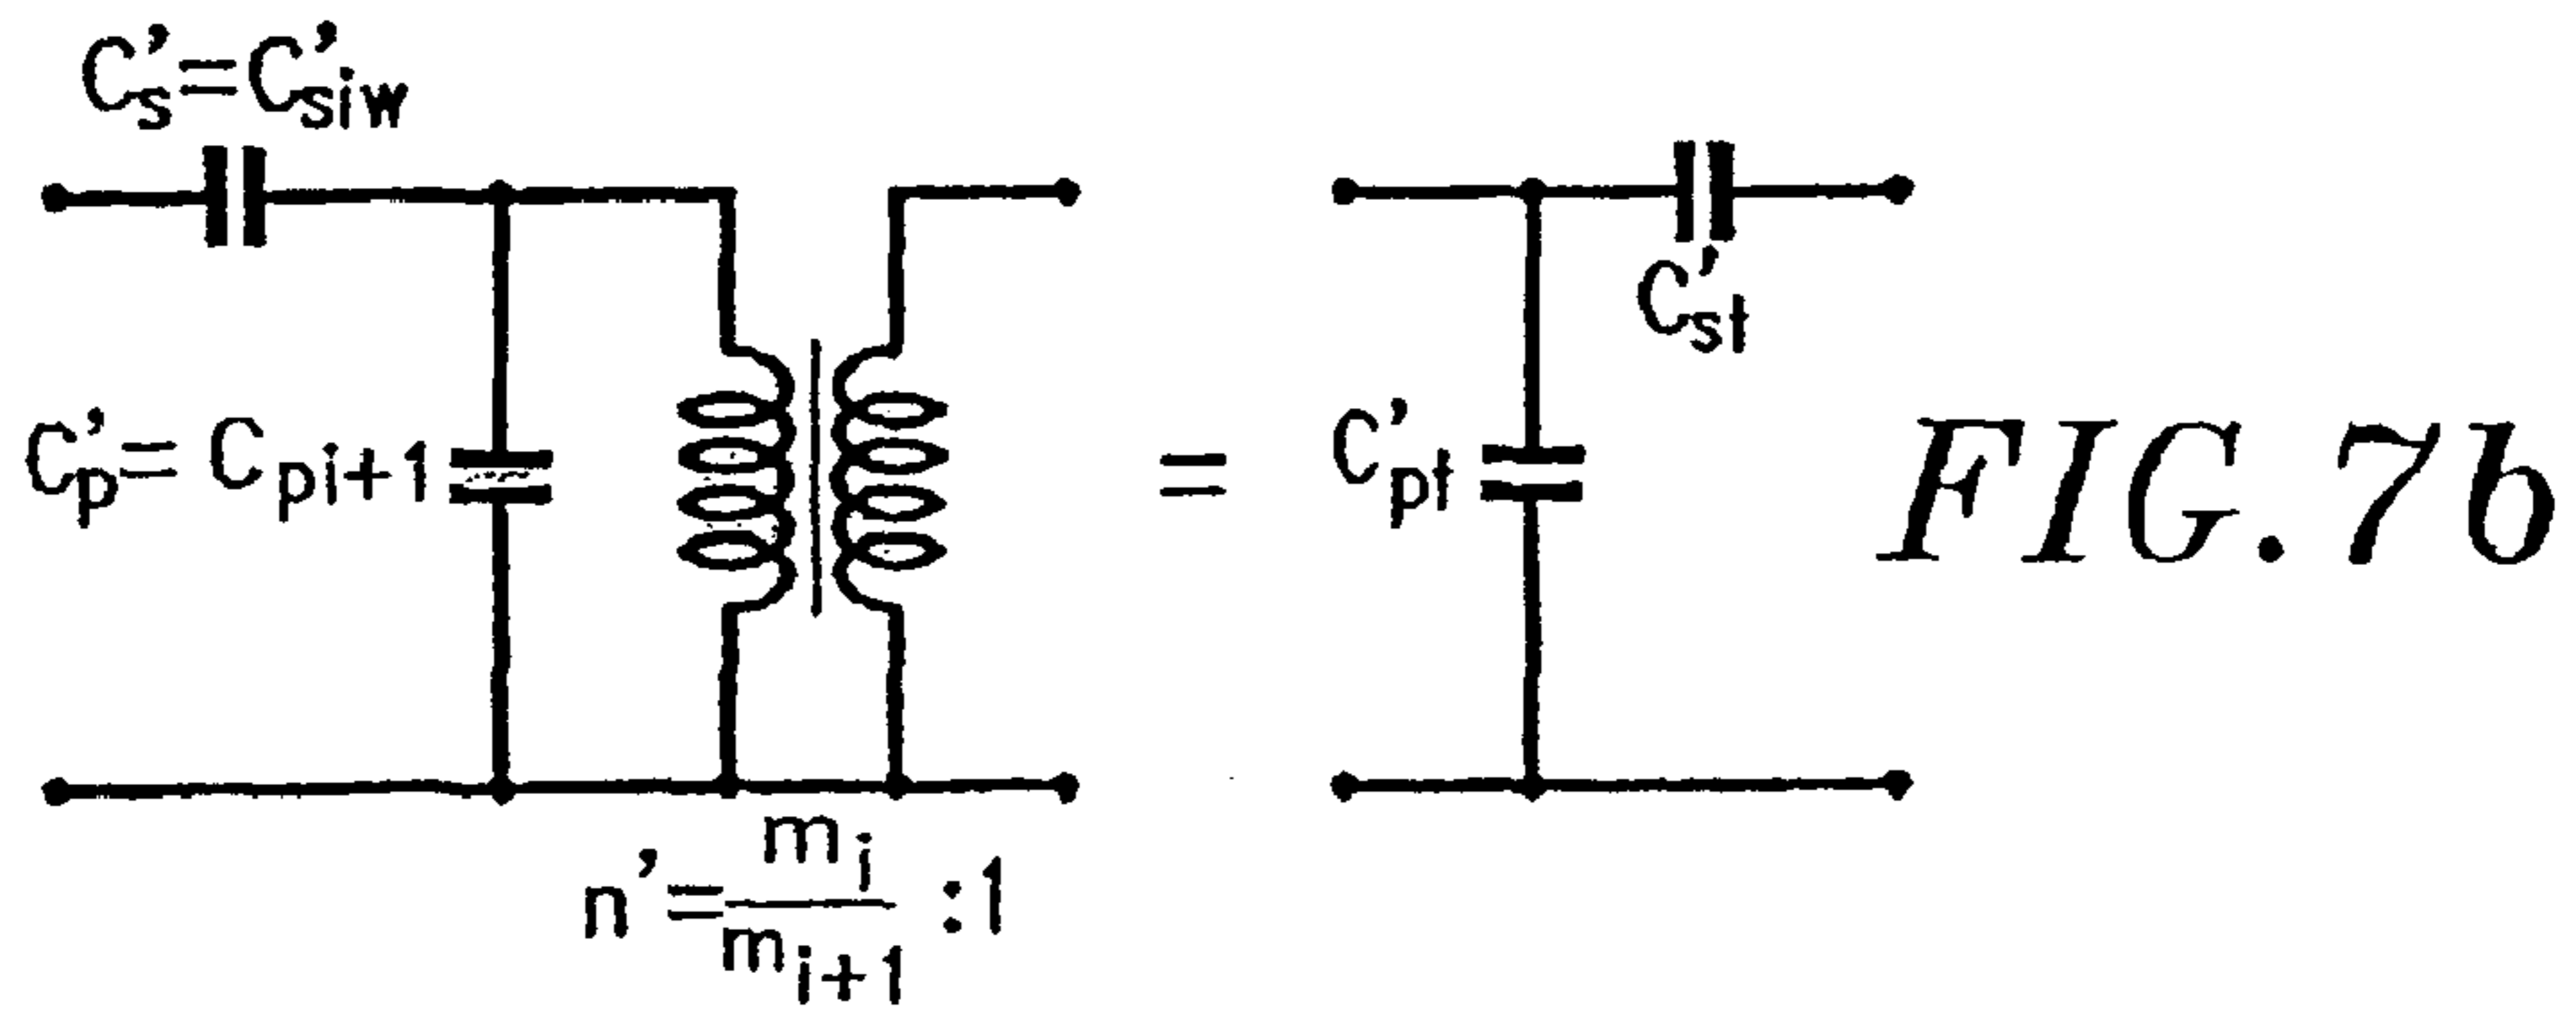 C's=C'siw
C'p= Cpi+1
n'=mi/mi+1 :1
=
C'st
C'pt
FIG. 7b